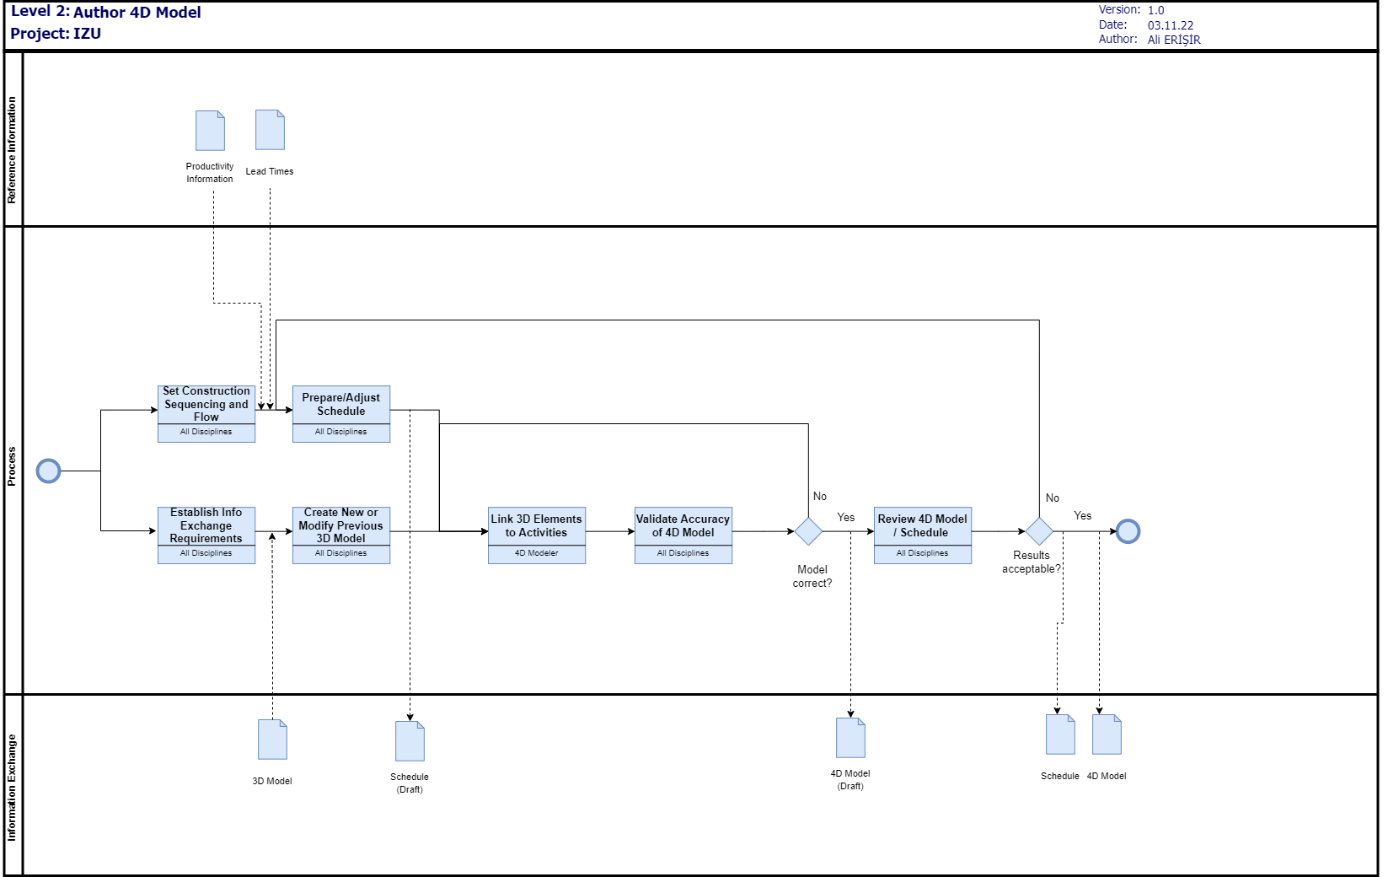 Level 2: Author 4D Model
Project: IZU
Version: 1.0
Date: 03.11.22
Author: Ali ERİŞİR
Reference Information
Productivity
Information
Lead Times
Process
Set Construction
Sequencing and
Flow
All Disciplines
Prepare/Adjust
Schedule
All Disciplines
Establish Info
Exchange
Requirements
All Disciplines
Create New or
Modify Previous
3D Model
All Disciplines
Link 3D Elements
to Activities
4D Modeler
Validate Accuracy
of 4D Model
All Disciplines
No
Yes
Model
correct?
Review 4D Model
/ Schedule
All Disciplines
No
Yes
Results
acceptable?
Information Exchange
3D Model
Schedule
(Draft)
4D Model
(Draft)
Schedule
4D Model